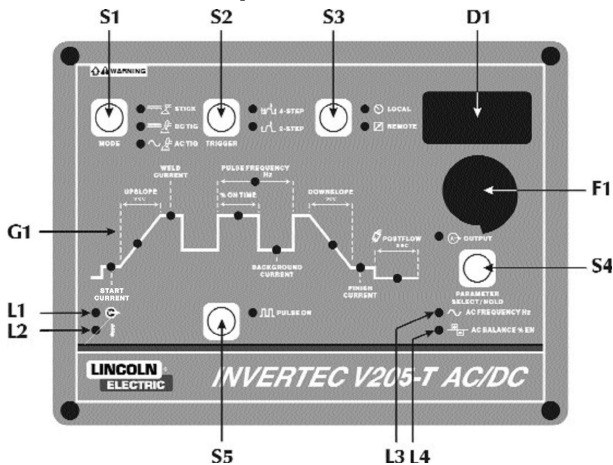 S1 S2 S3 D1
WARNING
STICK 4-STEP LOCAL
DC TIG 2-STEP REMOTE
AC TIG
MODE TRIGGER
F1
WELD CURRENT
PULSE FREQUENCY Hz
UPSLOPE
% ON TIME
DOWNSLOPE
G1
POSTFLOW
SEC
OUTPUT
S4
BACKGROUND CURRENT
START CURRENT
FINISH CURRENT
PARAMETER SELECT/HOLD
L1
L2
PULSE ON
AC FREQUENCY Hz
AC BALANCE % EN
LINCOLN ELECTRIC
INVERTEC V205-T AC/DC
S5 L3 L4